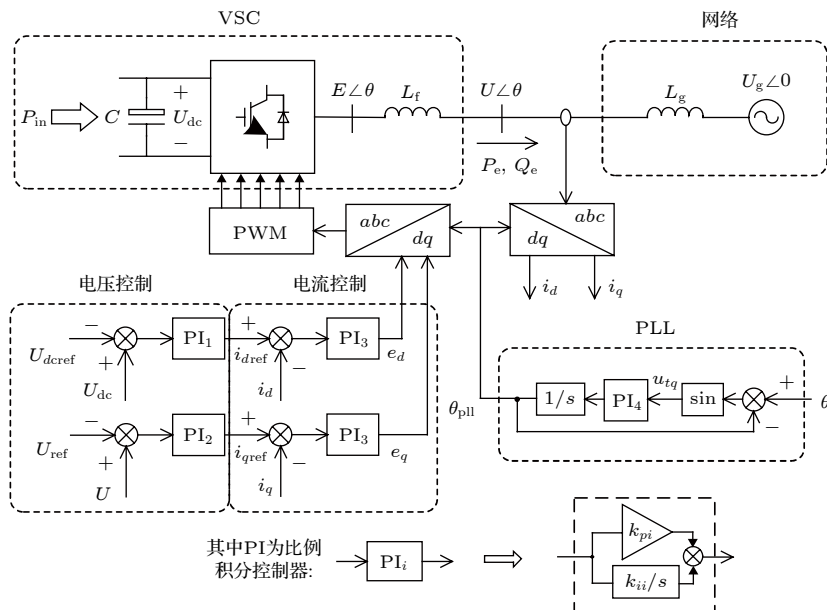 VSC
网络
P_in
C
+
U_dc
−
E∠θ
L_f
U∠θ
L_g
U_g∠0
P_e, Q_e
PWM
abc
dq
abc
dq
i_d
i_q
电压控制
电流控制
PLL
−
U_dcref
+
U_dc
PI_1
+
i_dref
−
i_d
PI_3
e_d
θ_pll
1/s
PI_4
u_tq
sin
+
−
θ
−
U_ref
+
U
PI_2
+
i_qref
−
i_q
PI_3
e_q
其中PI为比例
积分控制器:
PI_i
k_pi
k_ii/s